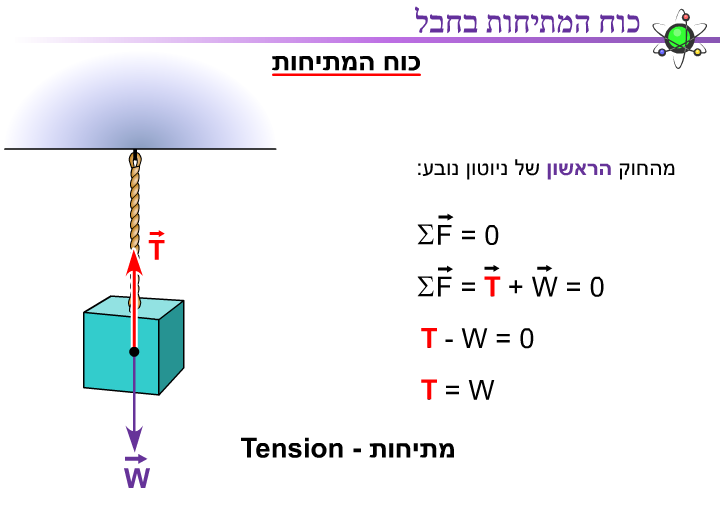 כוח המתיחות בחבל
כוח המתיחות
מהחוק הראשון של ניוטון נובע:
ΣF⃗ = 0
ΣF⃗ = T⃗ + W⃗ = 0
T - W = 0
T = W
T⃗
W⃗
מתיחות - Tension